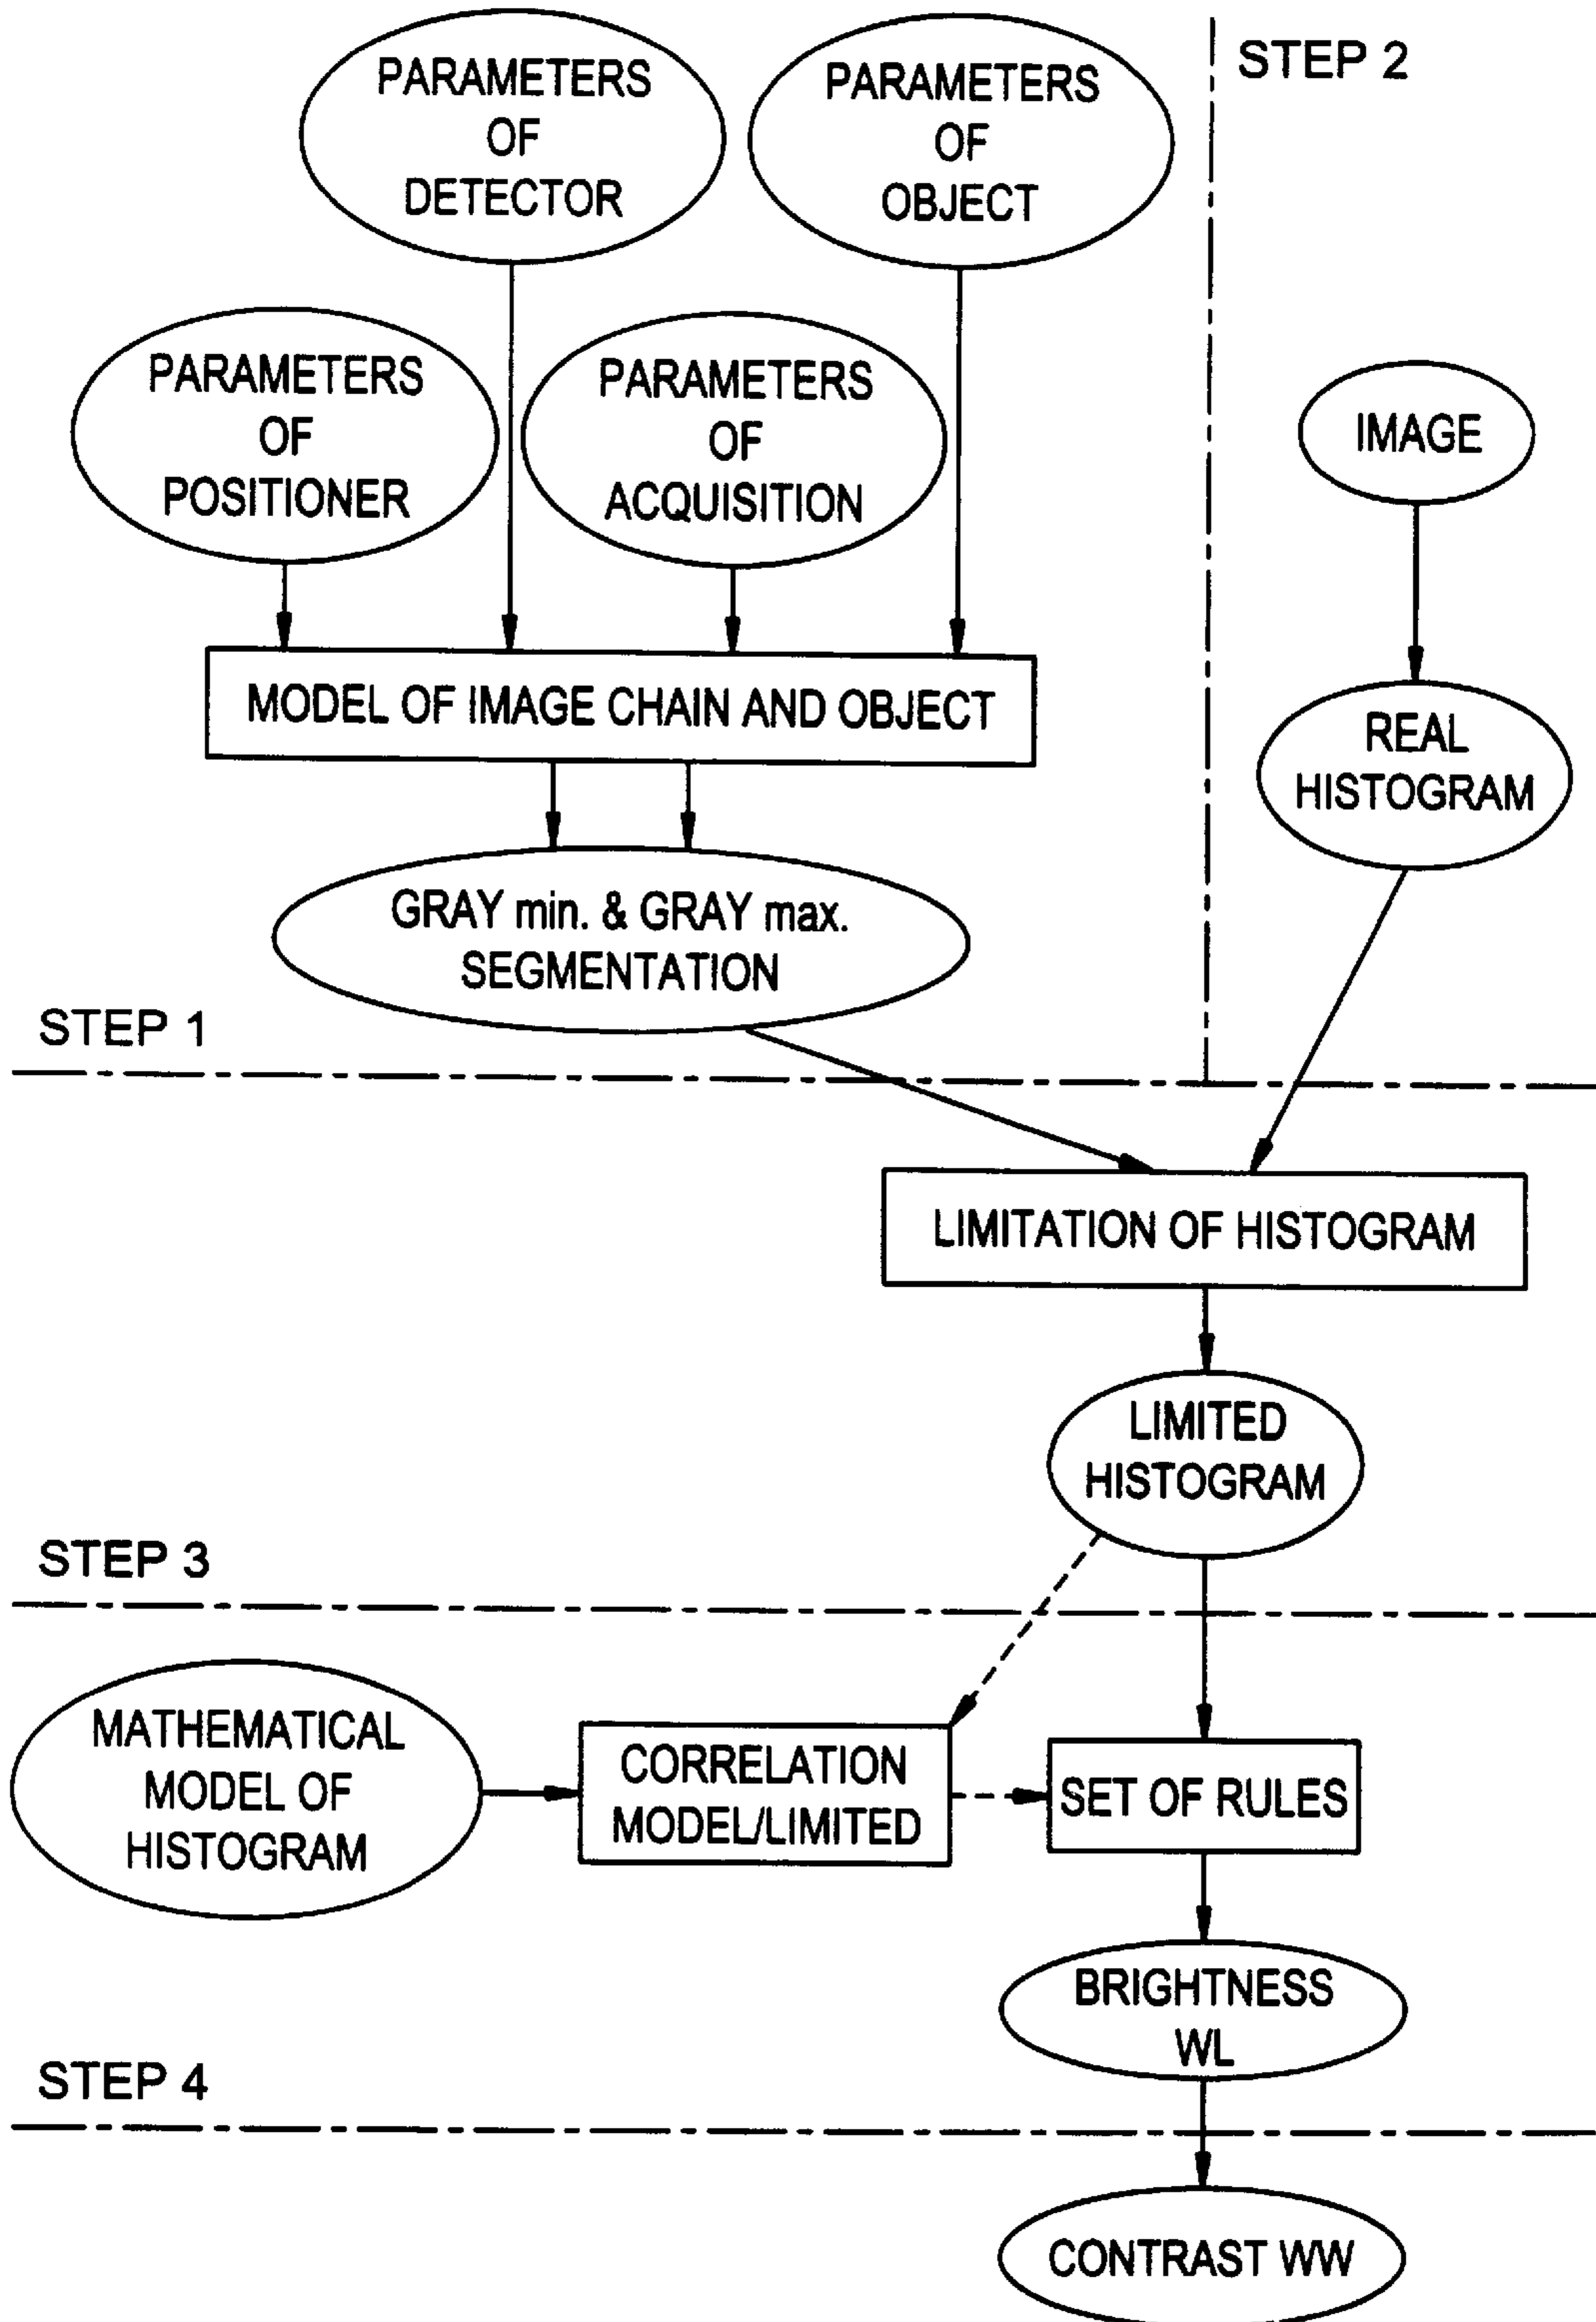 STEP 2
PARAMETERS
OF
DETECTOR
PARAMETERS
OF
OBJECT
PARAMETERS
OF
POSITIONER
PARAMETERS
OF
ACQUISITION
IMAGE
MODEL OF IMAGE CHAIN AND OBJECT
REAL
HISTOGRAM
GRAY min. & GRAY max.
SEGMENTATION
STEP 1
LIMITATION OF HISTOGRAM
LIMITED
HISTOGRAM
STEP 3
MATHEMATICAL
MODEL OF
HISTOGRAM
CORRELATION
MODEL/LIMITED
SET OF RULES
BRIGHTNESS
WL
STEP 4
CONTRAST WW